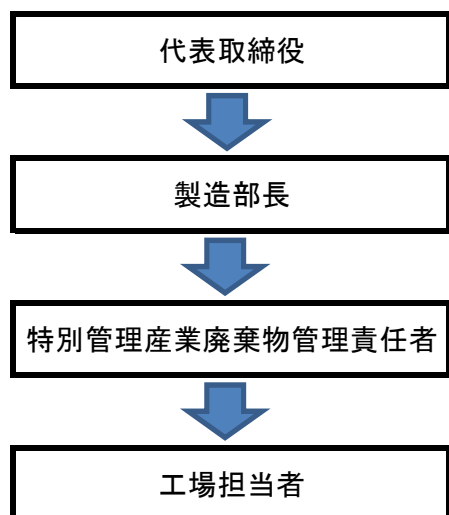 代表取締役
製造部長
特別管理産業廃棄物管理責任者
工場担当者